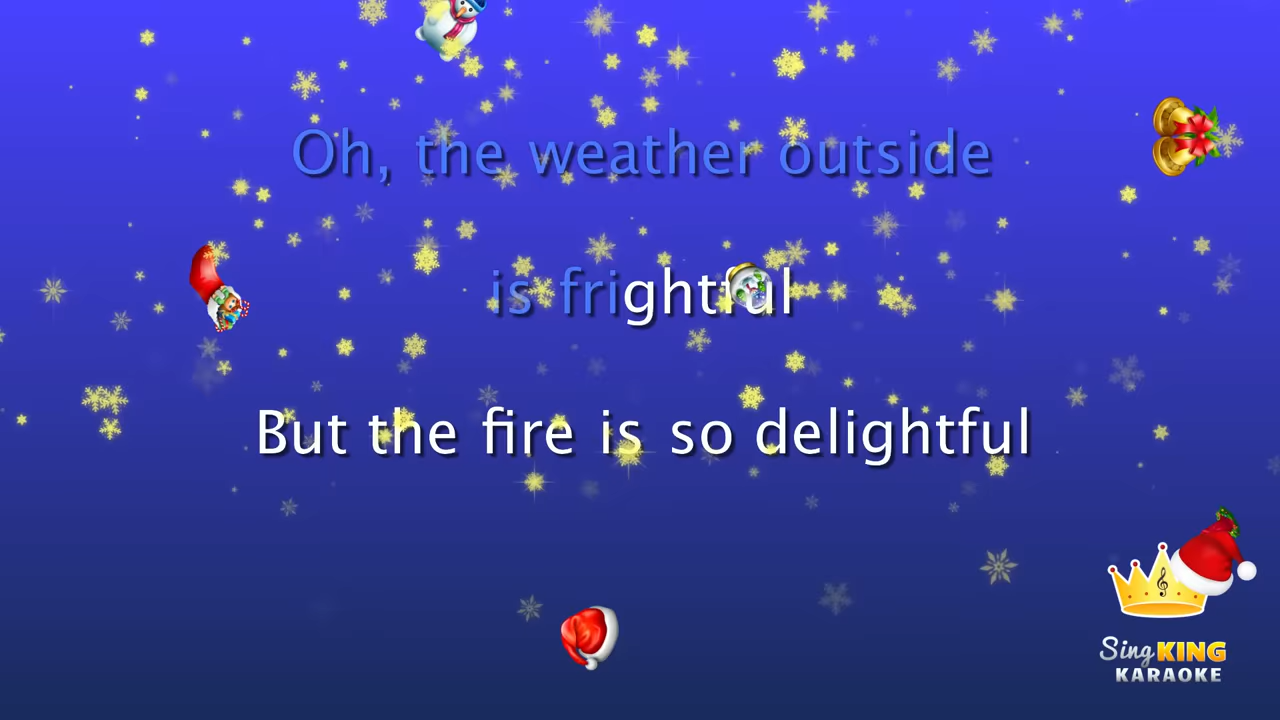 Oh, the weather outside
is frightful
But the fire is so delightful
Sing KING
KARAOKE